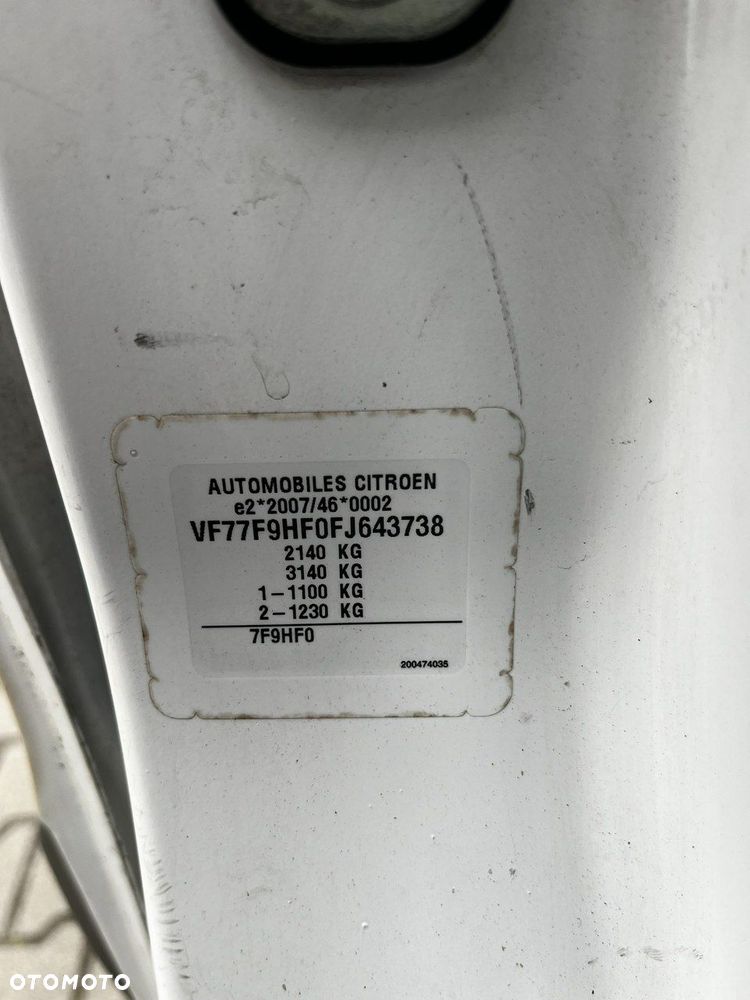 AUTOMOBILES CITROEN
e2*2007/46*0002
VF77F9HF0FJ643738
2140 KG
3140 KG
1-1100 KG
2-1230 KG
7F9HF0
200474035
OTOMOTO